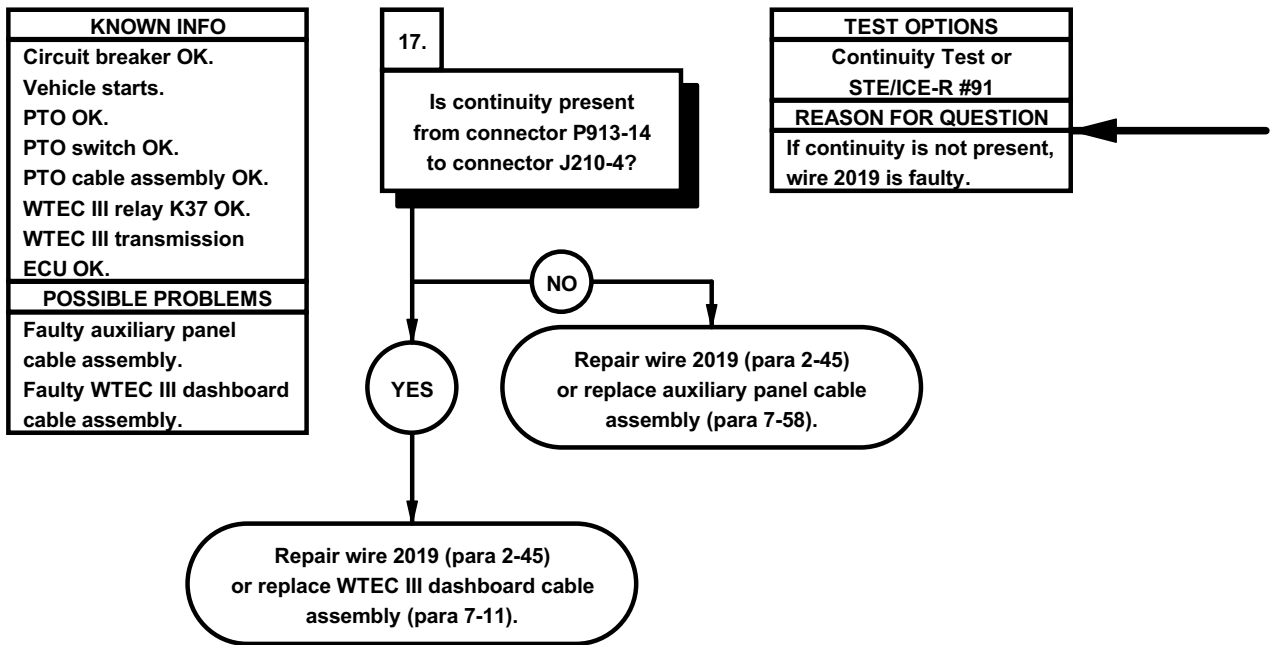 KNOWN INFO
Circuit breaker OK.
Vehicle starts.
PTO OK.
PTO switch OK.
PTO cable assembly OK.
WTEC III relay K37 OK.
WTEC III transmission
ECU OK.
POSSIBLE PROBLEMS
Faulty auxiliary panel
cable assembly.
Faulty WTEC III dashboard
cable assembly.
17.
Is continuity present
from connector P913-14
to connector J210-4?
TEST OPTIONS
Continuity Test or
STE/ICE-R #91
REASON FOR QUESTION
If continuity is not present,
wire 2019 is faulty.
NO
YES
Repair wire 2019 (para 2-45)
or replace auxiliary panel cable
assembly (para 7-58).
Repair wire 2019 (para 2-45)
or replace WTEC III dashboard cable
assembly (para 7-11).